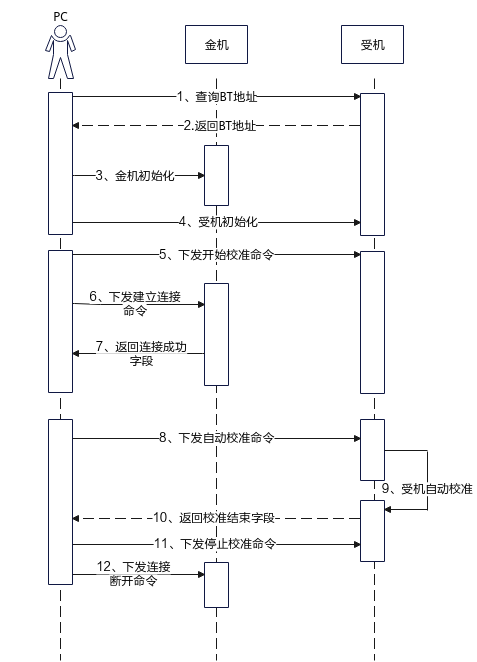 PC
金机
受机
1、查询BT地址
2.返回BT地址
3、金机初始化
4、受机初始化
5、下发开始校准命令
6、下发建立连接
命令
7、返回连接成功
字段
8、下发自动校准命令
9、受机自动校准
10、返回校准结束字段
11、下发停止校准命令
12、下发连接
断开命令